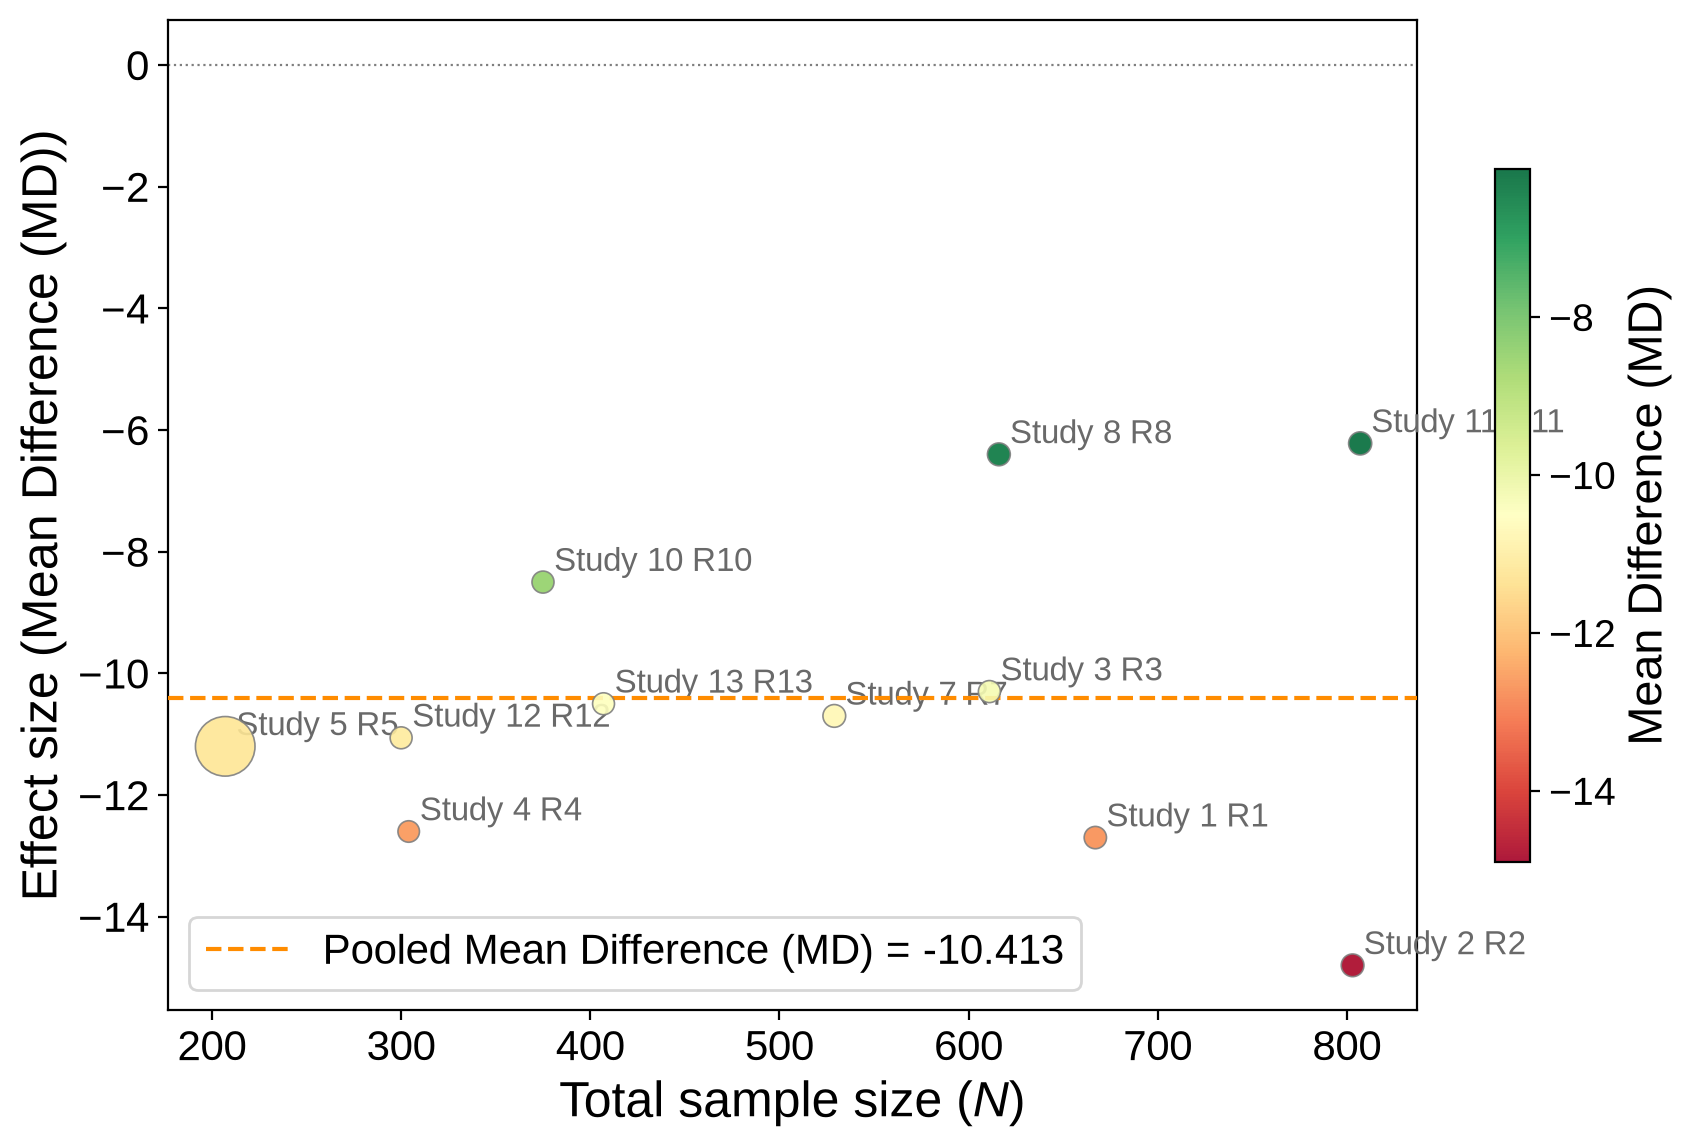 Effect size (Mean Difference (MD))
0
−2
−4
−6
−8
−10
−12
−14
Study 8 R8
Study 11 11
Study 10 R10
Study 3 R3
Study 13 R13
Study 7 R7
Study 12 R12
Study 5 R5
Study 4 R4
Study 1 R1
Study 2 R2
Pooled Mean Difference (MD) = -10.413
200 300 400 500 600 700 800
Total sample size (N)
−8
−10
−12
−14
Mean Difference (MD)